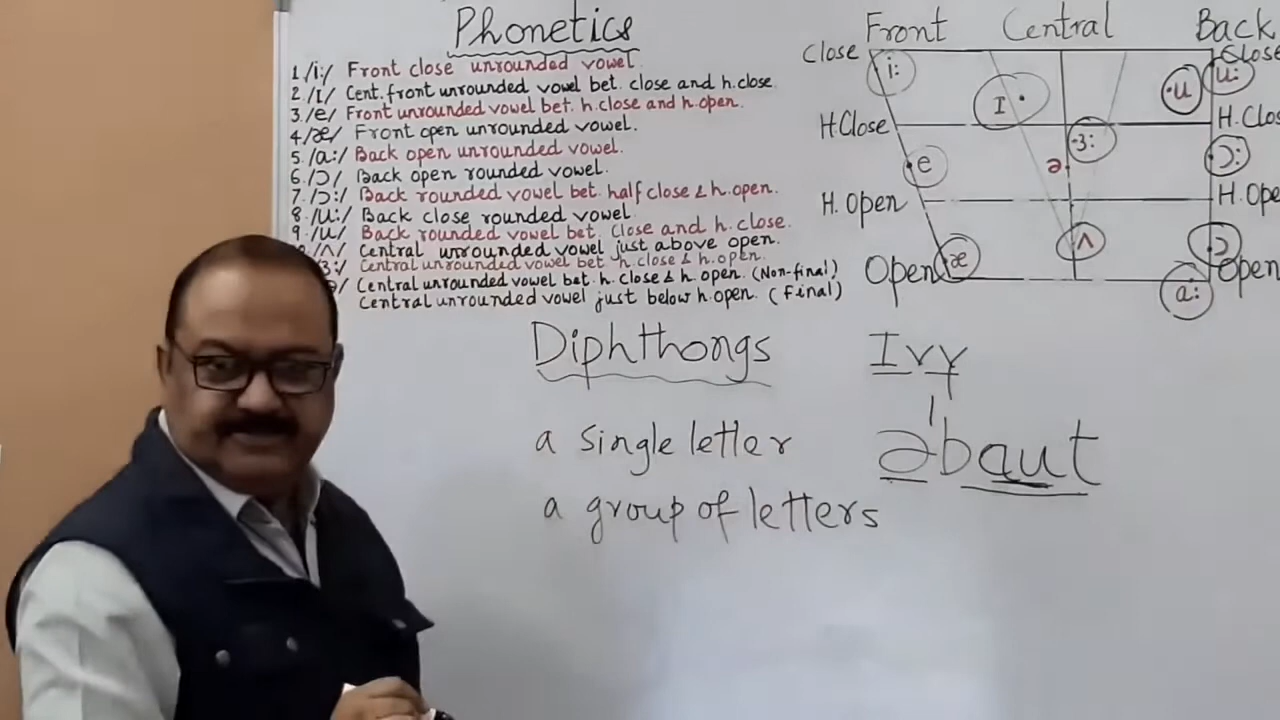 Phonetics
1./i:/ Front close unrounded vowel.
2./I/ Cent. front unrounded vowel bet. close and h.close
3./e/ Front unrounded vowel bet. h.close and h.open.
4./æ/ Front open unrounded vowel.
5./a:/ Back open unrounded vowel.
6./Ɔ/ Back open rounded vowel.
7./Ɔ:/ Back rounded vowel bet. half close & h.open.
8./u:/ Back close rounded vowel
9./u/ Back rounded vowel bet. Close and h.close.
/Λ/ Central unrounded vowel just above open.
/3:/ Central unrounded vowel bet h close & h.open.
/ Central unrounded vowel bet. h.close & h.open. (Non-final)
Central unrounded vowel just below h.open. (final)
Front Central Back
Close Close
i: I u u:
H.Close H.Clos
3:
e ə Ɔ:
H. Open H. Ope
æ Λ Ɔ
Open Open
a:
Diphthongs Ivy
a single letter ə'baut
a group of letters